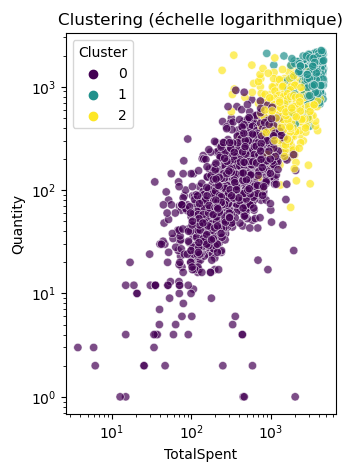 Clustering (échelle logarithmique)
Cluster
0
1
2
Quantity
10³
10²
10¹
10⁰
10¹ 10² 10³
TotalSpent